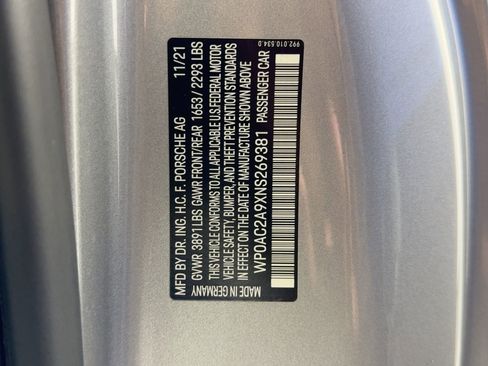 992.010.534.0
MFD BY DR. ING. H.C. F. PORSCHE AG 11/21
GVWR 3891 LBS GAWR FRONT/REAR 1653 / 2293 LBS
THIS VEHICLE CONFORMS TO ALL APPLICABLE U.S. FEDERAL MOTOR
VEHICLE SAFETY, BUMPER, AND THEFT PREVENTION STANDARDS
IN EFFECT ON THE DATE OF MANUFACTURE SHOWN ABOVE
WP0AC2A9XNS269381 PASSENGER CAR
MADE IN GERMANY